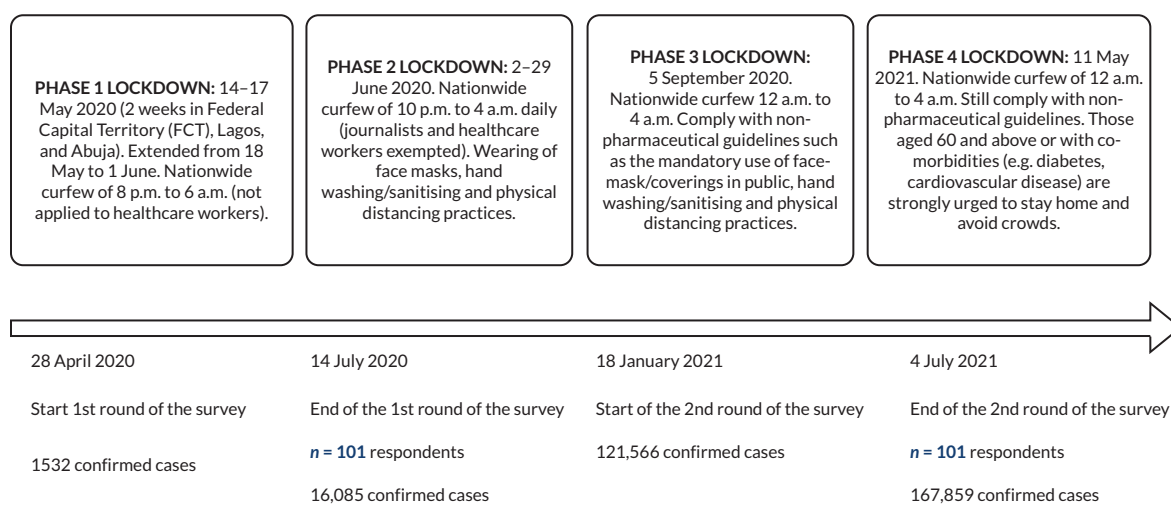 PHASE 1 LOCKDOWN: 14–17
May 2020 (2 weeks in Federal
Capital Territory (FCT), Lagos,
and Abuja). Extended from 18
May to 1 June. Nationwide
curfew of 8 p.m. to 6 a.m. (not
applied to healthcare workers).
PHASE 2 LOCKDOWN: 2–29
June 2020. Nationwide
curfew of 10 p.m. to 4 a.m. daily
(journalists and healthcare
workers exempted). Wearing of
face masks, hand
washing/sanitising and physical
distancing practices.
PHASE 3 LOCKDOWN:
5 September 2020.
Nationwide curfew 12 a.m. to
4 a.m. Comply with non-
pharmaceutical guidelines such
as the mandatory use of face-
mask/coverings in public, hand
washing/sanitising and physical
distancing practices.
PHASE 4 LOCKDOWN: 11 May
2021. Nationwide curfew of 12 a.m.
to 4 a.m. Still comply with non-
pharmaceutical guidelines. Those
aged 60 and above or with co-
morbidities (e.g. diabetes,
cardiovascular disease) are
strongly urged to stay home and
avoid crowds.
28 April 2020
Start 1st round of the survey
1532 confirmed cases
14 July 2020
End of the 1st round of the survey
n = 101 respondents
16,085 confirmed cases
18 January 2021
Start of the 2nd round of the survey
121,566 confirmed cases
4 July 2021
End of the 2nd round of the survey
n = 101 respondents
167,859 confirmed cases